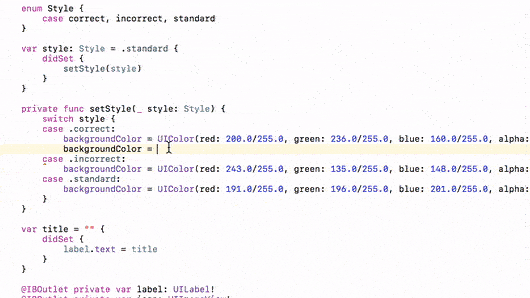 enum Style {
    case correct, incorrect, standard
}

var style: Style = .standard {
    didSet {
        setStyle(style)
    }
}

private func setStyle(_ style: Style) {
    switch style {
    case .correct:
        backgroundColor = UIColor(red: 200.0/255.0, green: 236.0/255.0, blue: 160.0/255.0, alpha:
        backgroundColor =
    case .incorrect:
        backgroundColor = UIColor(red: 243.0/255.0, green: 135.0/255.0, blue: 148.0/255.0, alpha:
    case .standard:
        backgroundColor = UIColor(red: 191.0/255.0, green: 196.0/255.0, blue: 201.0/255.0, alpha:
    }
}

var title = "" {
    didSet {
        label.text = title
    }
}

@IBOutlet private var label: UILabel!